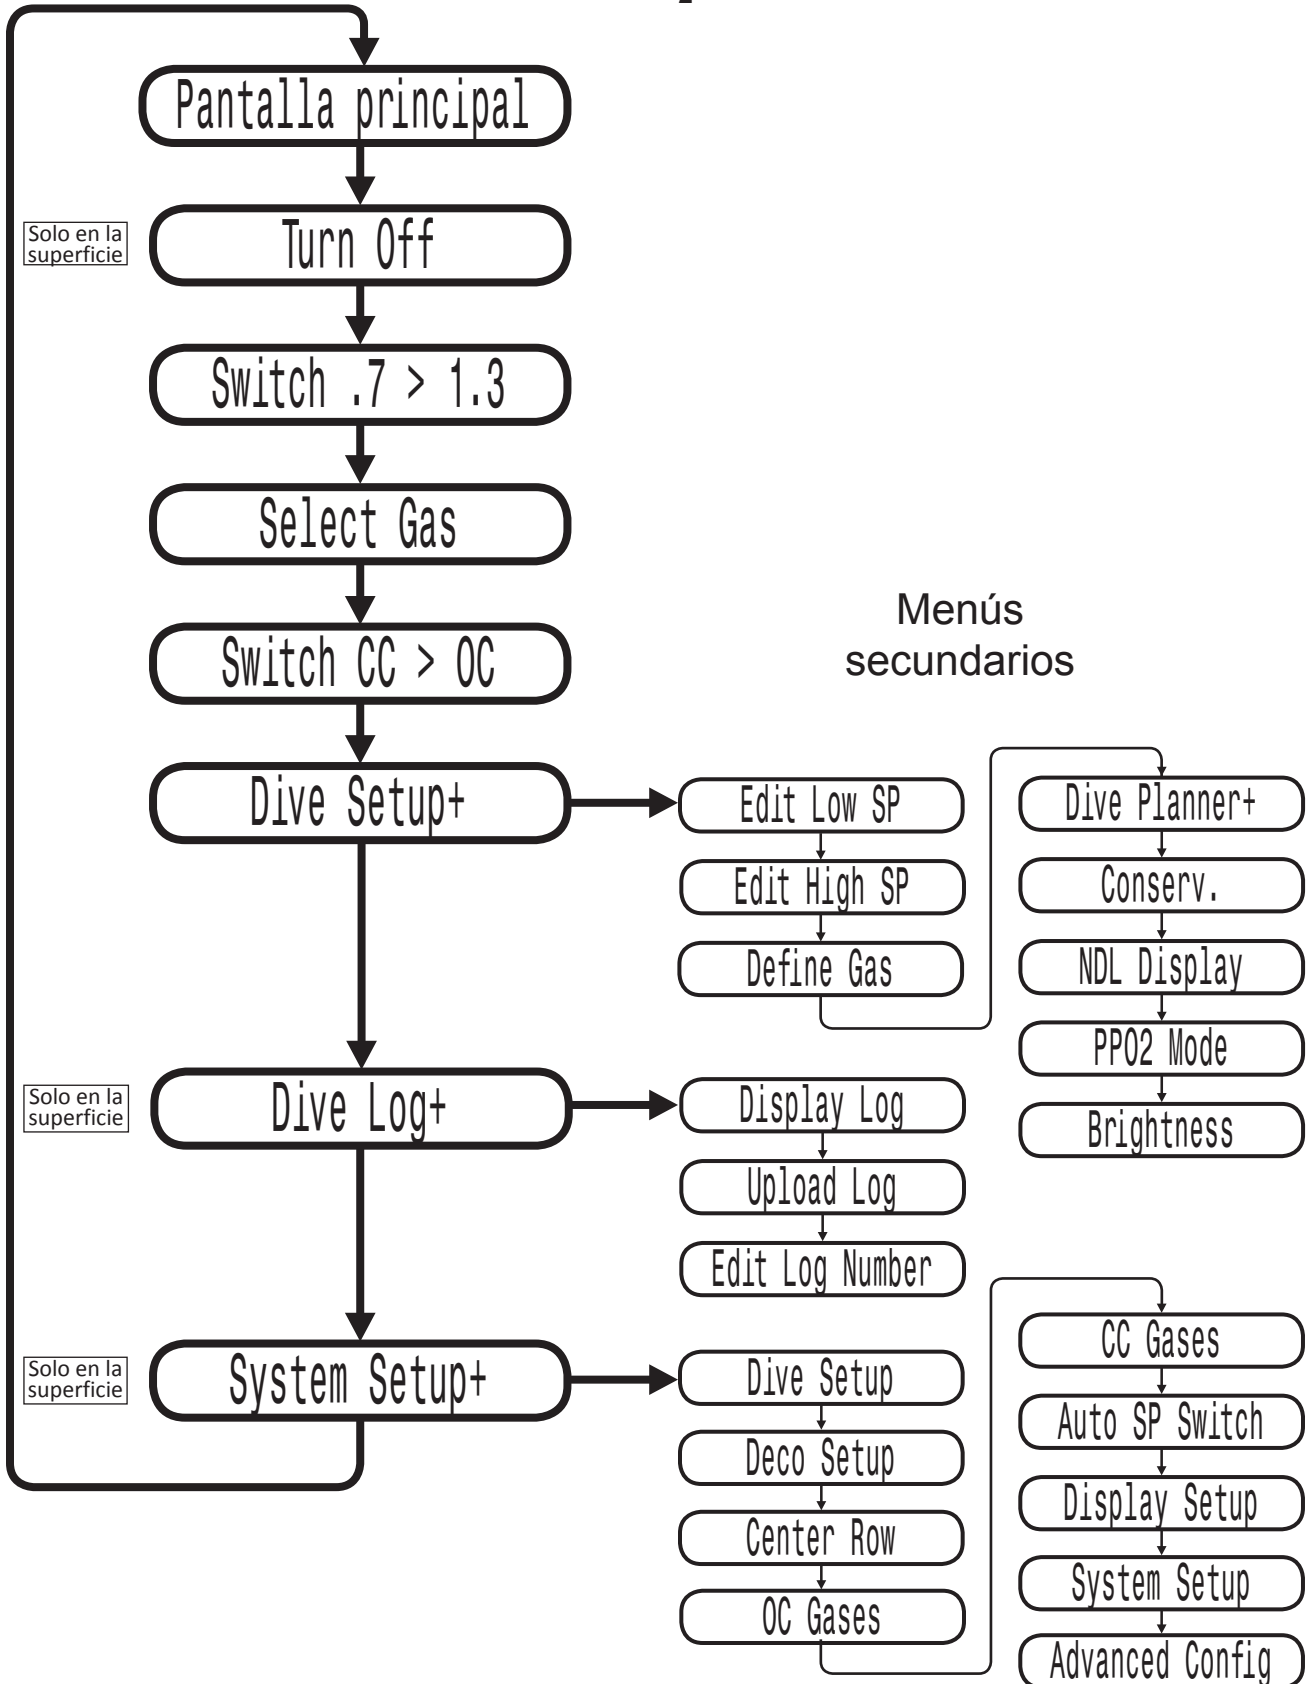 Pantalla principal
Solo en la
superficie
Turn Off
Switch .7 > 1.3
Select Gas
Switch CC > OC
Menús
secundarios
Dive Setup+
Edit Low SP
Edit High SP
Define Gas
Dive Planner+
Conserv.
NDL Display
PPO2 Mode
Brightness
Solo en la
superficie
Dive Log+
Display Log
Upload Log
Edit Log Number
Solo en la
superficie
System Setup+
Dive Setup
Deco Setup
Center Row
OC Gases
CC Gases
Auto SP Switch
Display Setup
System Setup
Advanced Config